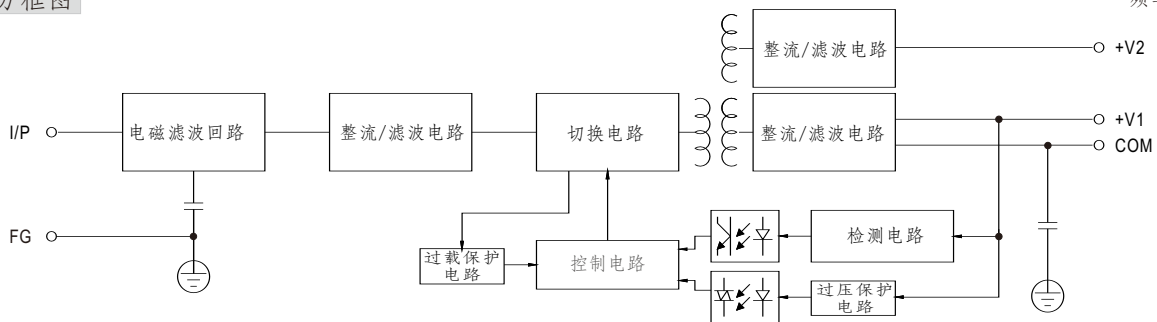 方框图
整流/滤波电路
+V2
I/P
电磁滤波回路
整流/滤波电路
切换电路
整流/滤波电路
+V1
COM
FG
过载保护
电路
控制电路
检测电路
过压保护
电路